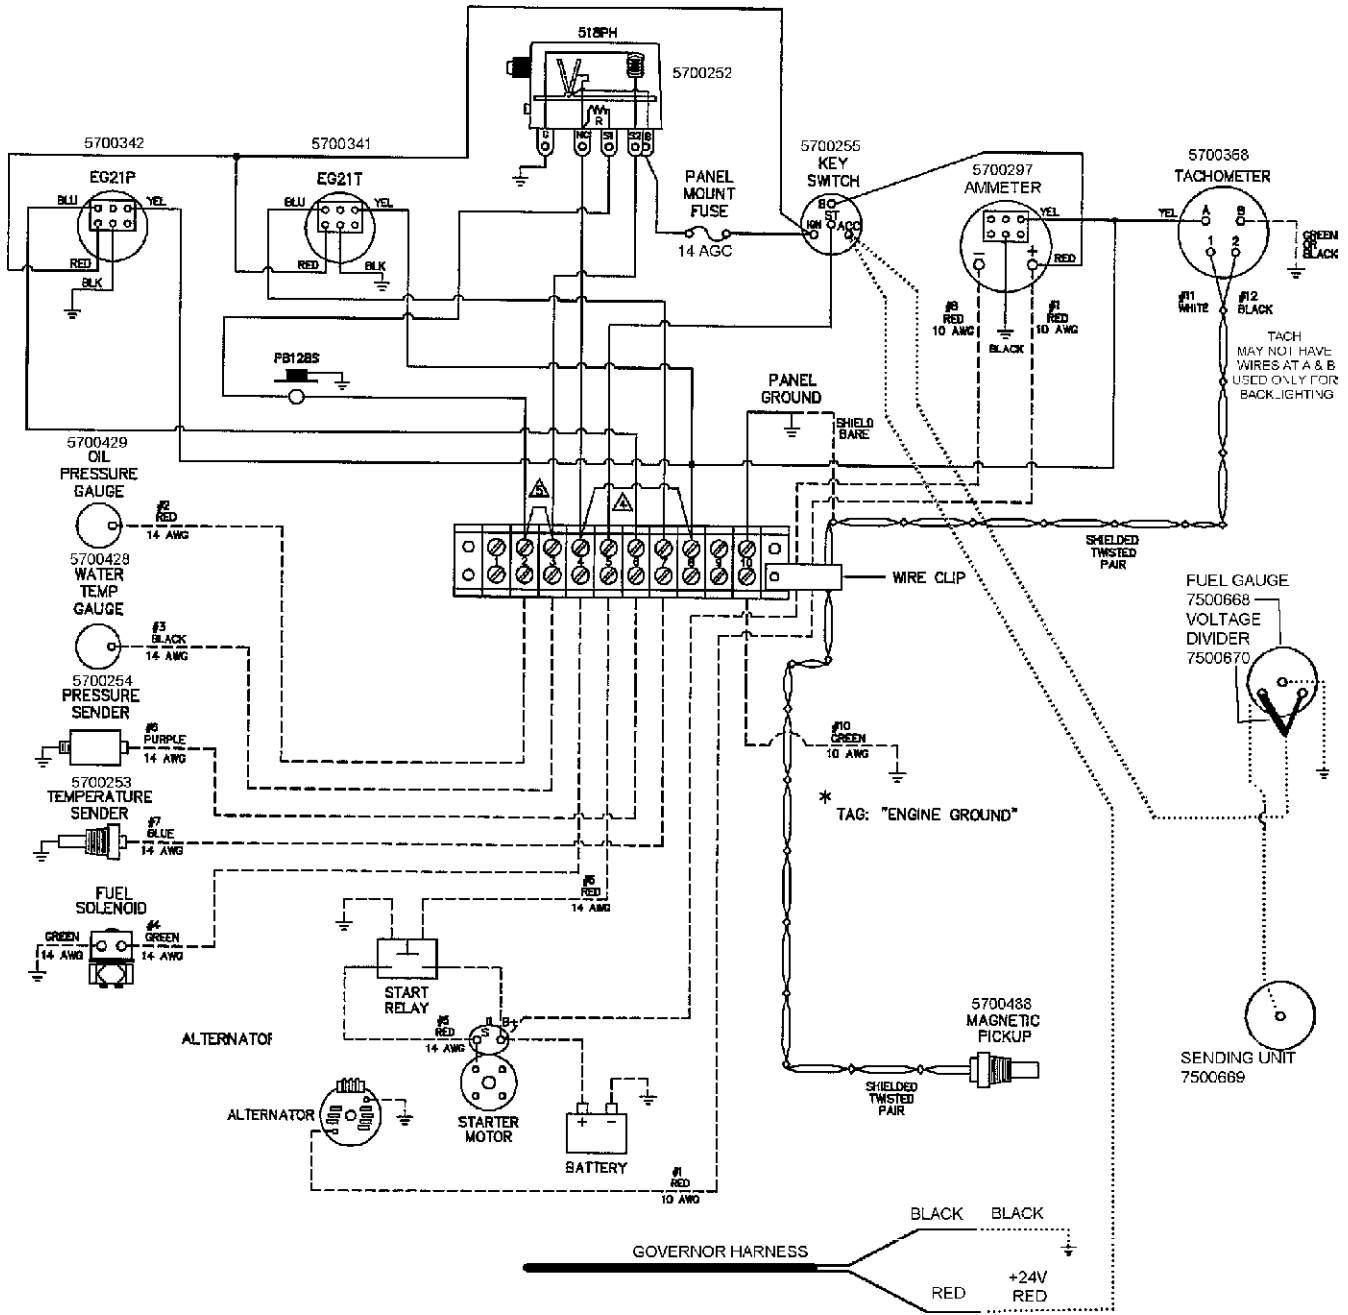 518PH
5700252
5700342
EG21P
BLU
YEL
RED
BLK
5700341
EG21T
BLU
YEL
RED
BLK
G
NC
S1
S2
B
R
PANEL
MOUNT
FUSE
14 AGC
5700255
KEY
SWITCH
B
ST
IGN
ACC
5700297
AMMETER
YEL
RED
-
+
#8
RED
10 AWG
BLACK
#1
RED
10 AWG
5700368
TACHOMETER
YEL
A
B
1
2
GREEN
OR
BLACK
#11
WHITE
#12
BLACK
TACH
MAY NOT HAVE
WIRES AT A & B
USED ONLY FOR
BACKLIGHTING
PB128S
PANEL
GROUND
SHIELD
BARE
5700429
OIL
PRESSURE
GAUGE
#2
RED
14 AWG
5
4
5700428
WATER
TEMP
GAUGE
#3
BLACK
14 AWG
1 2 3 4 5 6 7 8 9 10
WIRE CLIP
SHIELDED
TWISTED
PAIR
FUEL GAUGE
7500668
VOLTAGE
DIVIDER
7500670
5700254
PRESSURE
SENDER
#6
PURPLE
14 AWG
#10
GREEN
10 AWG
* TAG: "ENGINE GROUND"
5700253
TEMPERATURE
SENDER
#7
BLUE
14 AWG
FUEL
SOLENOID
GREEN
14 AWG
#4
GREEN
14 AWG
#5
RED
14 AWG
START
RELAY
#5
RED
14 AWG
S
B+
STARTER
MOTOR
ALTERNATOR
ALTERNATOR
+ -
BATTERY
#1
RED
10 AWG
5700488
MAGNETIC
PICKUP
SHIELDED
TWISTED
PAIR
SENDING UNIT
7500669
GOVERNOR HARNESS
BLACK BLACK
RED
+24V
RED